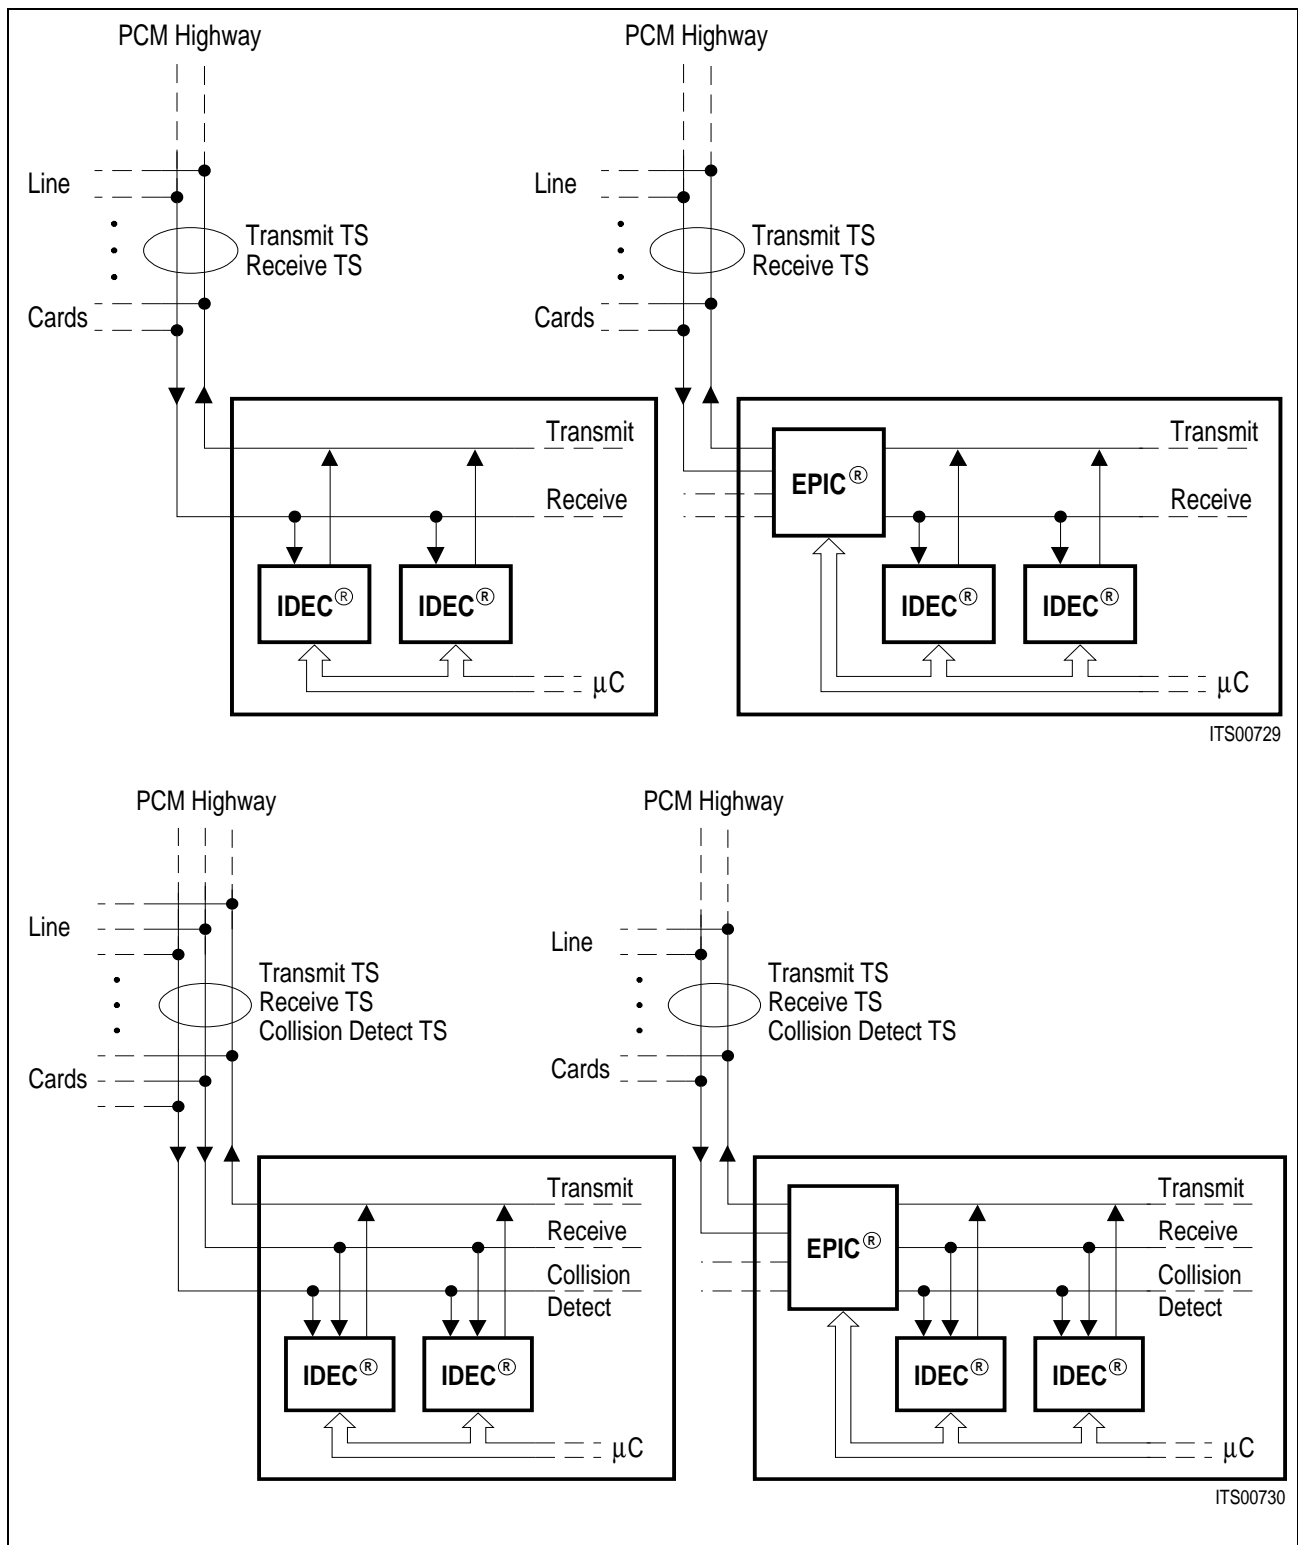 PCM Highway
PCM Highway
Line
Line
Transmit TS
Receive TS
Transmit TS
Receive TS
Cards
Cards
Transmit
Receive
IDEC®
IDEC®
μC
EPIC®
Transmit
Receive
IDEC®
IDEC®
μC
ITS00729
PCM Highway
PCM Highway
Line
Line
Transmit TS
Receive TS
Collision Detect TS
Transmit TS
Receive TS
Collision Detect TS
Cards
Cards
Transmit
Receive
Collision
Detect
IDEC®
IDEC®
μC
EPIC®
Transmit
Receive
Collision
Detect
IDEC®
IDEC®
μC
ITS00730